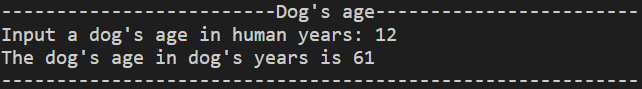 -------------------------Dog's age------------------------
Input a dog's age in human years: 12
The dog's age in dog's years is 61
----------------------------------------------------------